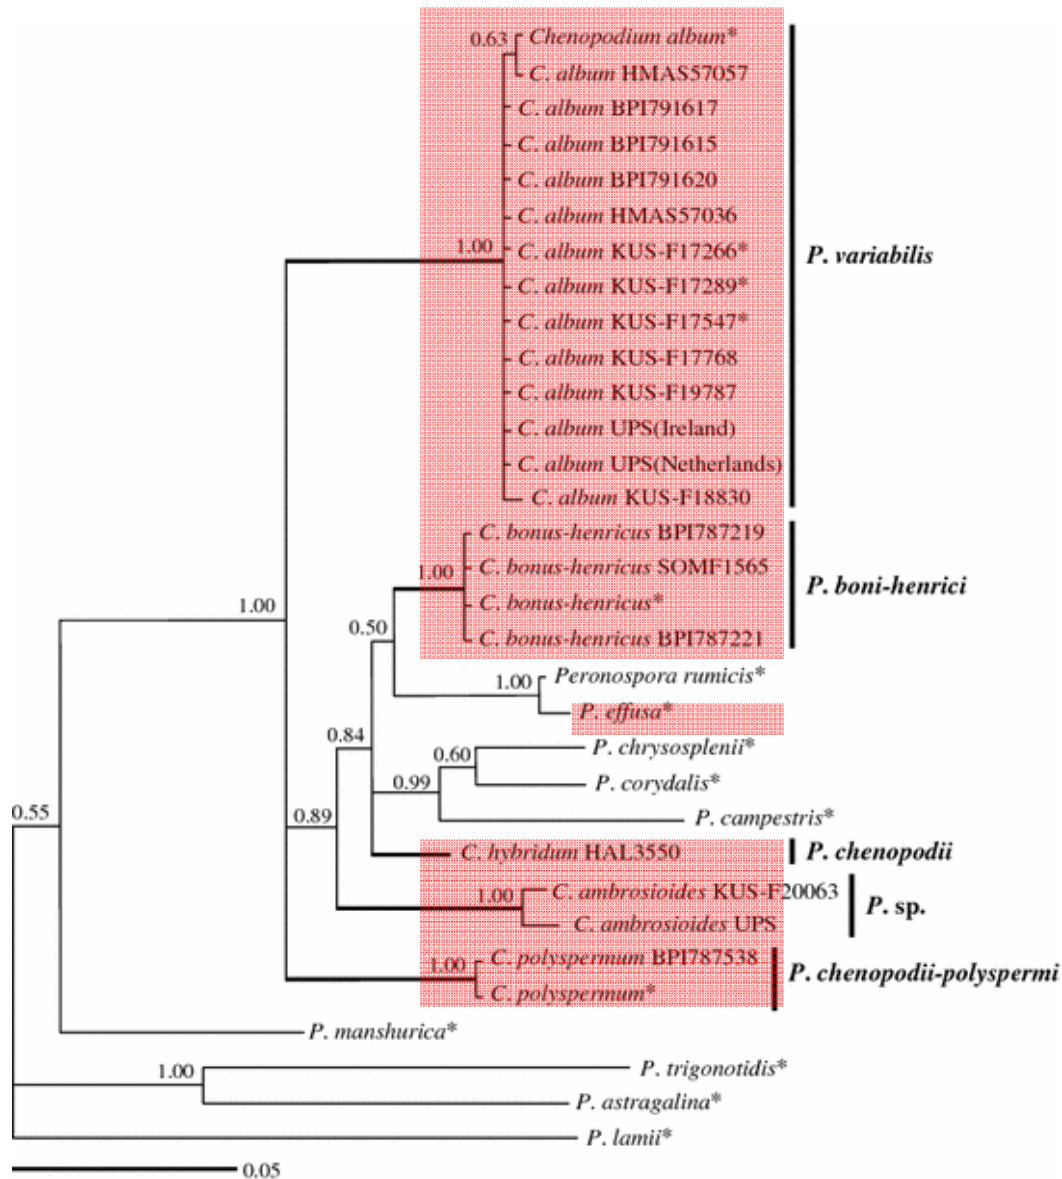 0.63
Chenopodium album*
C. album HMAS57057
C. album BPI791617
C. album BPI791615
C. album BPI791620
C. album HMAS57036
1.00
C. album KUS-F17266*
P. variabilis
C. album KUS-F17289*
C. album KUS-F17547*
C. album KUS-F17768
C. album KUS-F19787
C. album UPS(Ireland)
C. album UPS(Netherlands)
C. album KUS-F18830
C. bonus-henricus BPI787219
1.00
C. bonus-henricus SOMF1565
P. boni-henrici
1.00
C. bonus-henricus*
0.50
C. bonus-henricus BPI787221
1.00
Peronospora rumicis*
P. effusa*
0.84
0.60
P. chrysosplenii*
0.99
P. corydalis*
0.55
0.89
P. campestris*
C. hybridum HAL3550
P. chenopodii
1.00
C. ambrosioides KUS-F20063
P. sp.
C. ambrosioides UPS
1.00
C. polyspermum BPI787538
P. chenopodii-polyspermi
C. polyspermum*
P. manshurica*
1.00
P. trigonotidis*
P. astragalina*
P. lamii*
0.05